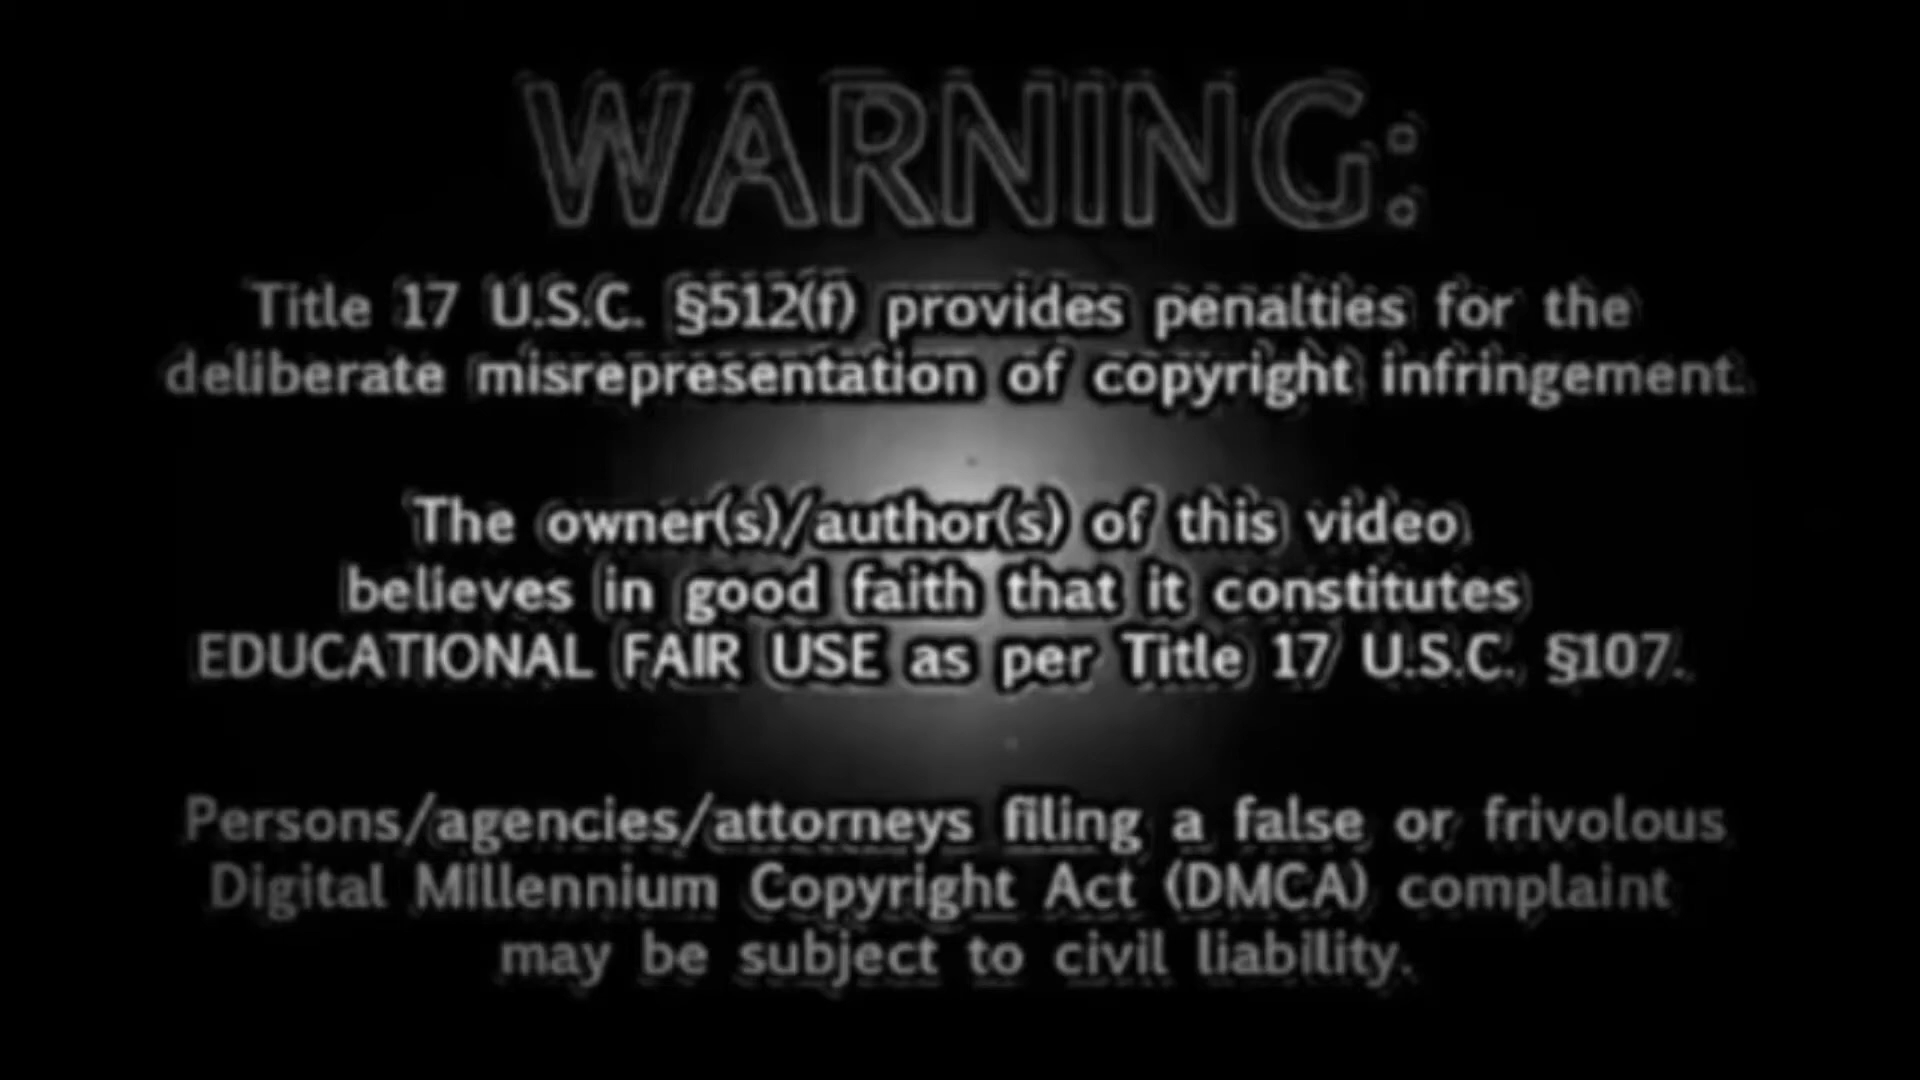 WARNING:
Title 17 U.S.C. §512(f) provides penalties for the
deliberate misrepresentation of copyright infringement.
The owner(s)/author(s) of this video
believes in good faith that it constitutes
EDUCATIONAL FAIR USE as per Title 17 U.S.C. §107.
Persons/agencies/attorneys filing a false or frivolous
Digital Millennium Copyright Act (DMCA) complaint
may be subject to civil liability.